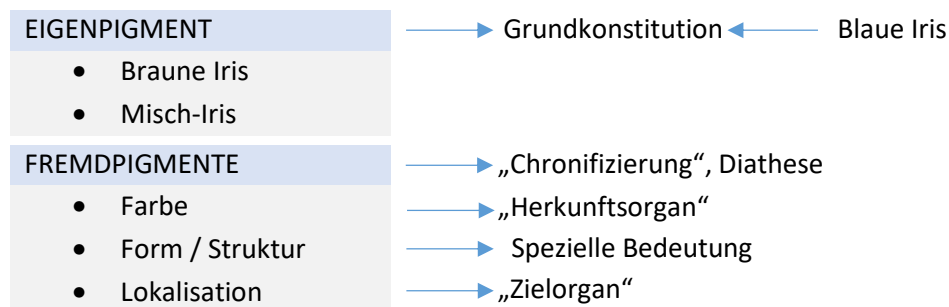 EIGENPIGMENT Grundkonstitution Blaue Iris
• Braune Iris
• Misch-Iris
FREMDPIGMENTE „Chronifizierung“, Diathese
• Farbe „Herkunftsorgan“
• Form / Struktur Spezielle Bedeutung
• Lokalisation „Zielorgan“